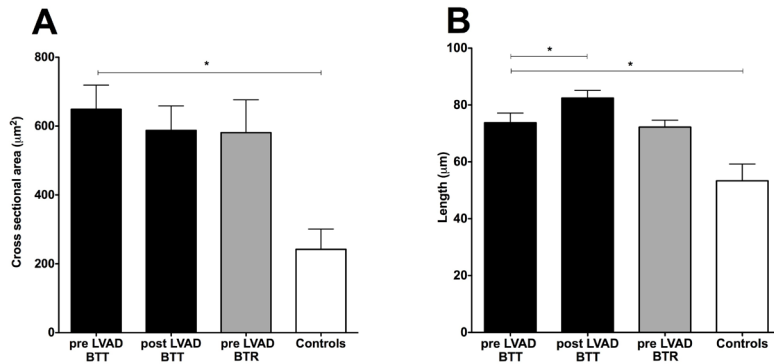 A
Cross sectional area (μm²)
800
600
400
200
0
*
pre LVAD
BTT
post LVAD
BTT
pre LVAD
BTR
Controls
B
Length (μm)
100
80
60
40
20
0
*
*
pre LVAD
BTT
post LVAD
BTT
pre LVAD
BTR
Controls